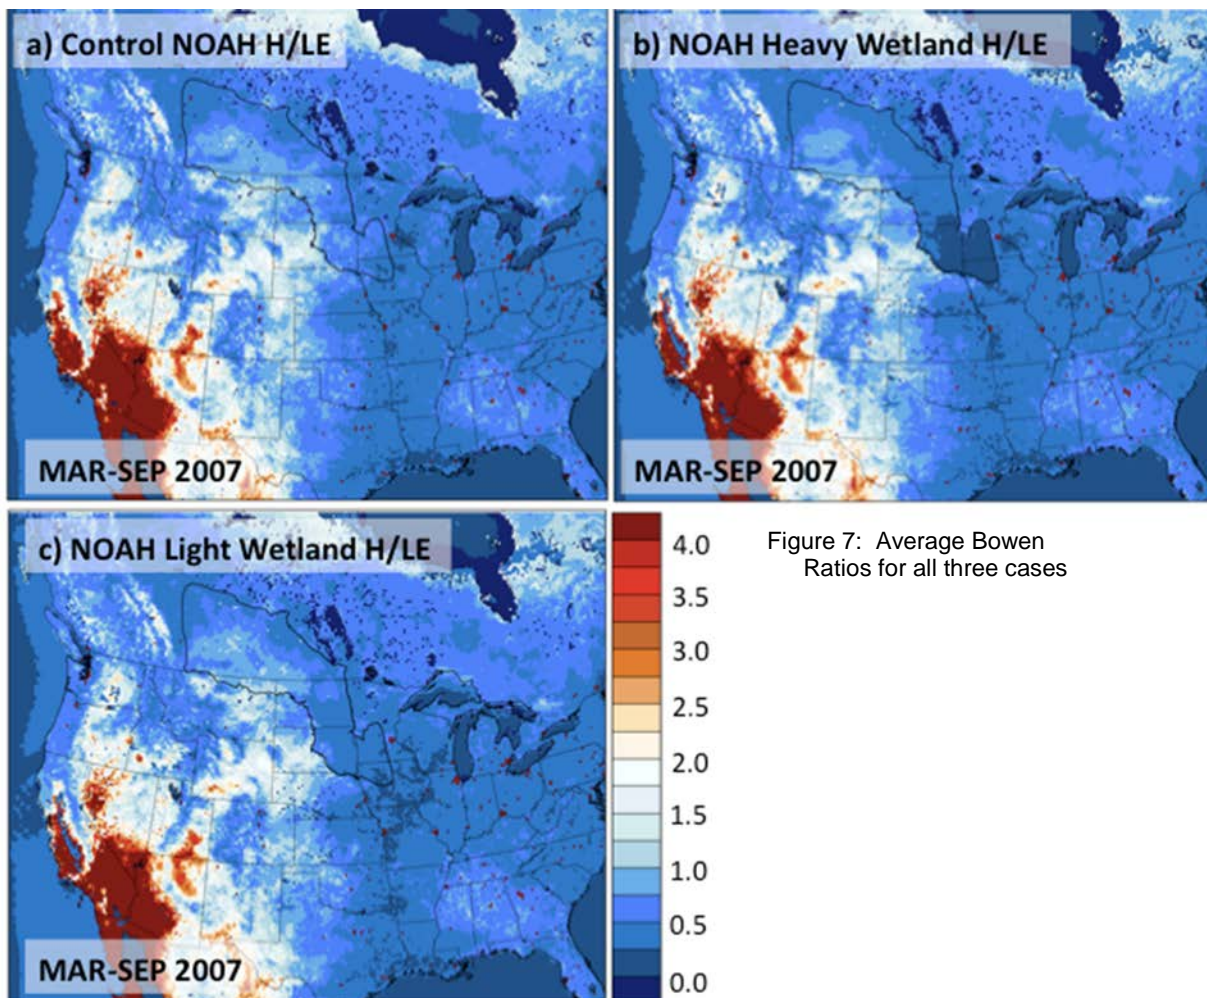 a) Control NOAH H/LE
b) NOAH Heavy Wetland H/LE
MAR-SEP 2007
MAR-SEP 2007
c) NOAH Light Wetland H/LE
MAR-SEP 2007
4.0
3.5
3.0
2.5
2.0
1.5
1.0
0.5
0.0
Figure 7: Average Bowen
Ratios for all three cases